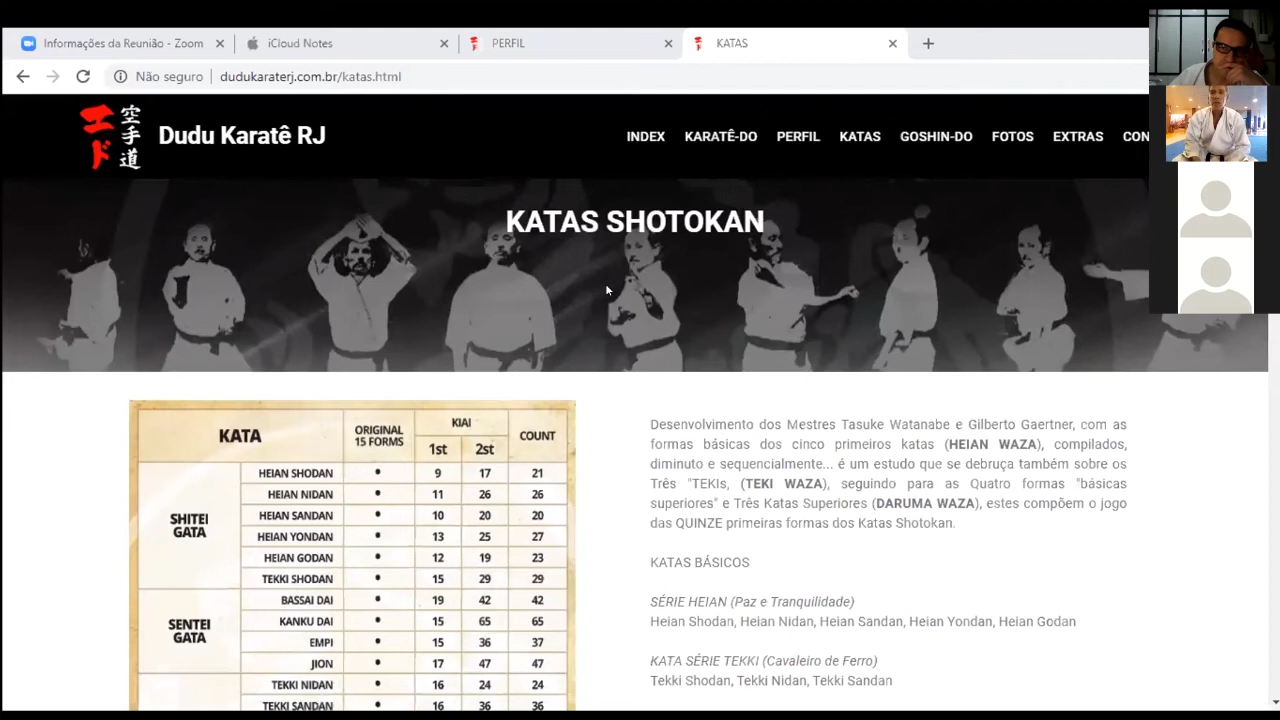 Informações da Reunião - Zoom
iCloud Notes
PERFIL
KATAS
Não seguro
dudukaraterj.com.br/katas.html
エド
空手道
Dudu Karatê RJ
INDEX KARATÊ-DO PERFIL KATAS GOSHIN-DO FOTOS EXTRAS CON
KATAS SHOTOKAN
KATA ORIGINAL 15 FORMS KIAI 1st 2st COUNT
SHITEI GATA
HEIAN SHODAN • 9 17 21
HEIAN NIDAN • 11 26 26
HEIAN SANDAN • 10 20 20
HEIAN YONDAN • 13 25 27
HEIAN GODAN • 12 19 23
TEKKI SHODAN • 15 29 29
SENTEI GATA
BASSAI DAI • 19 42 42
KANKU DAI • 15 65 65
EMPI • 15 36 37
JION • 17 47 47
TEKKI NIDAN • 16 24 24
TEKKI SANDAN • 16 36 36
Desenvolvimento dos Mestres Tasuke Watanabe e Gilberto Gaertner, com as
formas básicas dos cinco primeiros katas (HEIAN WAZA), compilados,
diminuto e sequencialmente... é um estudo que se debruça também sobre os
Três "TEKIs, (TEKI WAZA), seguindo para as Quatro formas "básicas
superiores" e Três Katas Superiores (DARUMA WAZA), estes compõem o jogo
das QUINZE primeiras formas dos Katas Shotokan.
KATAS BÁSICOS
SÉRIE HEIAN (Paz e Tranquilidade)
Heian Shodan, Heian Nidan, Heian Sandan, Heian Yondan, Heian Godan
KATA SÉRIE TEKKI (Cavaleiro de Ferro)
Tekki Shodan, Tekki Nidan, Tekki Sandan